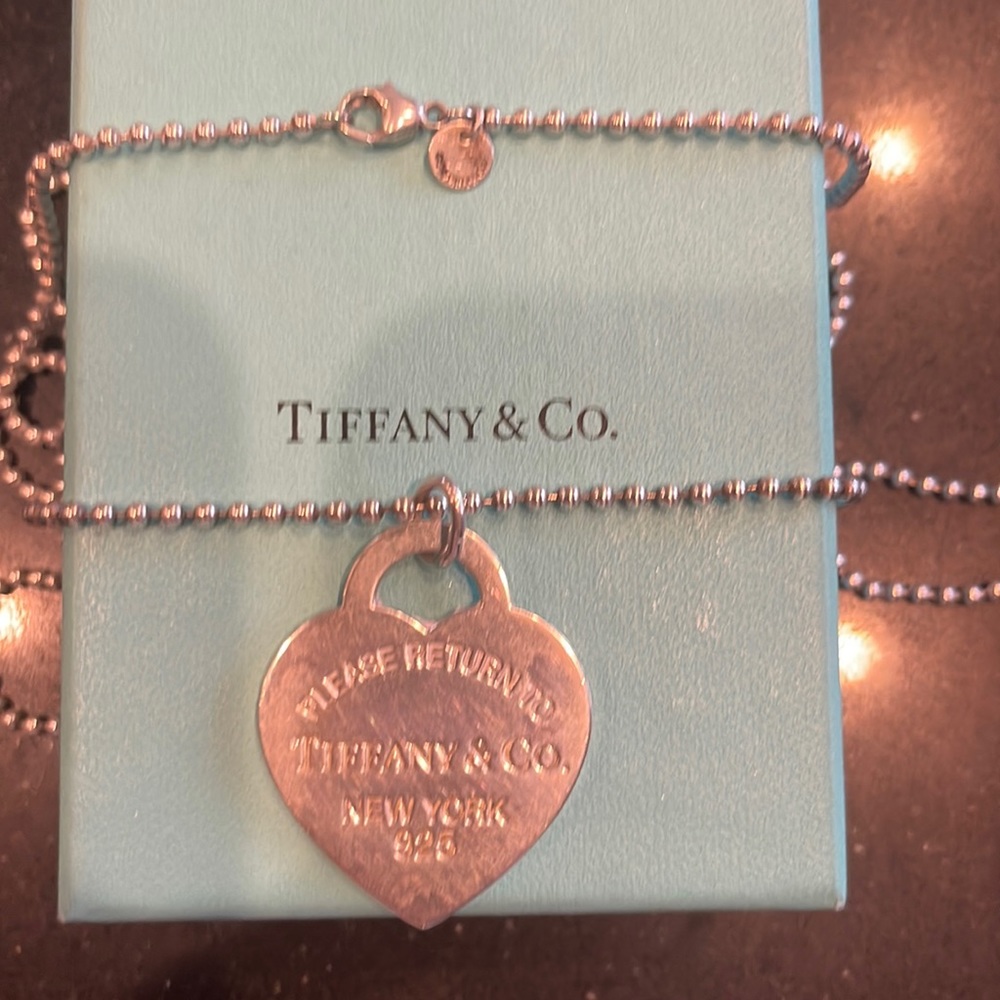 TIFFANY & CO.
PLEASE RETURN TO
TIFFANY & CO.
NEW YORK
925